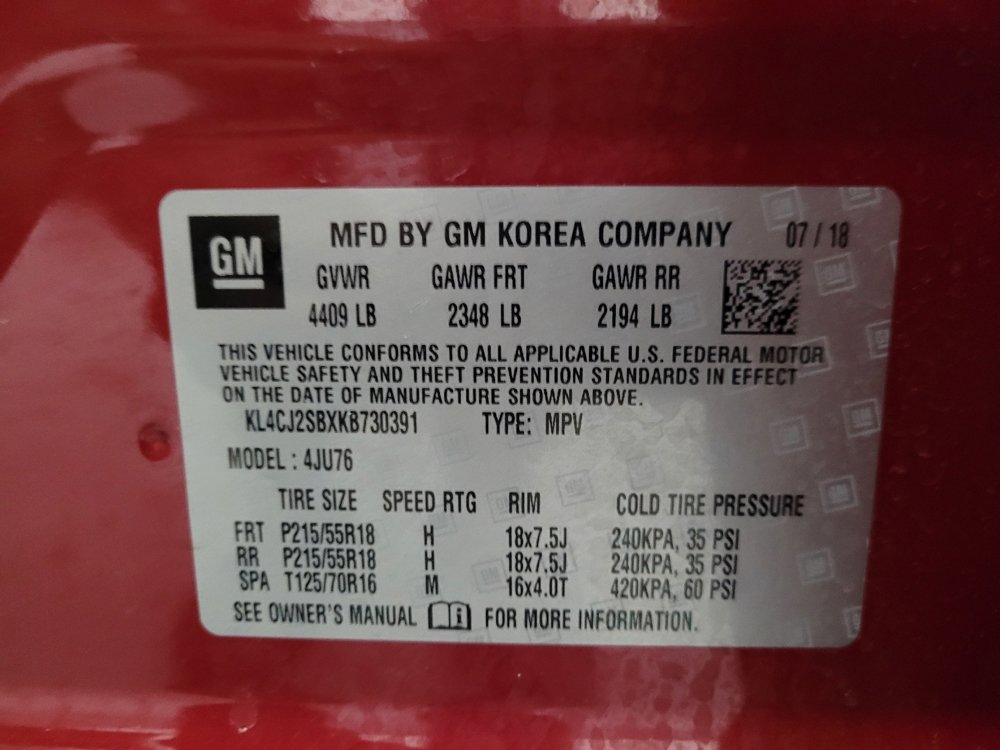 GM
MFD BY GM KOREA COMPANY 07 / 18
GVWR GAWR FRT GAWR RR
4409 LB 2348 LB 2194 LB
THIS VEHICLE CONFORMS TO ALL APPLICABLE U.S. FEDERAL MOTOR
VEHICLE SAFETY AND THEFT PREVENTION STANDARDS IN EFFECT
ON THE DATE OF MANUFACTURE SHOWN ABOVE.
KL4CJ2SBXKB730391 TYPE: MPV
MODEL : 4JU76
TIRE SIZE SPEED RTG RIM COLD TIRE PRESSURE
FRT P215/55R18 H 18x7.5J 240KPA, 35 PSI
RR P215/55R18 H 18x7.5J 240KPA, 35 PSI
SPA T125/70R16 M 16x4.0T 420KPA, 60 PSI
SEE OWNER'S MANUAL FOR MORE INFORMATION.